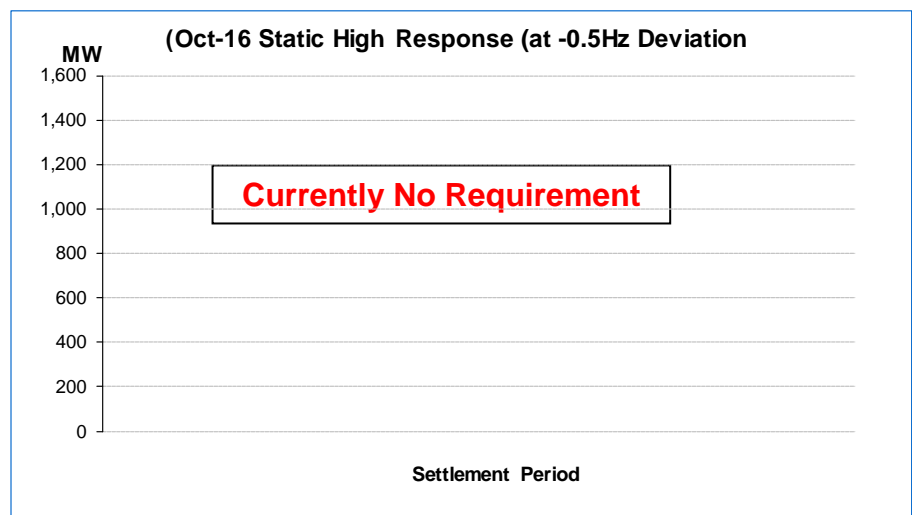 (Oct-16 Static High Response (at -0.5Hz Deviation
MW
1,600
1,400
1,200
Currently No Requirement
1,000
800
600
400
200
0
Settlement Period